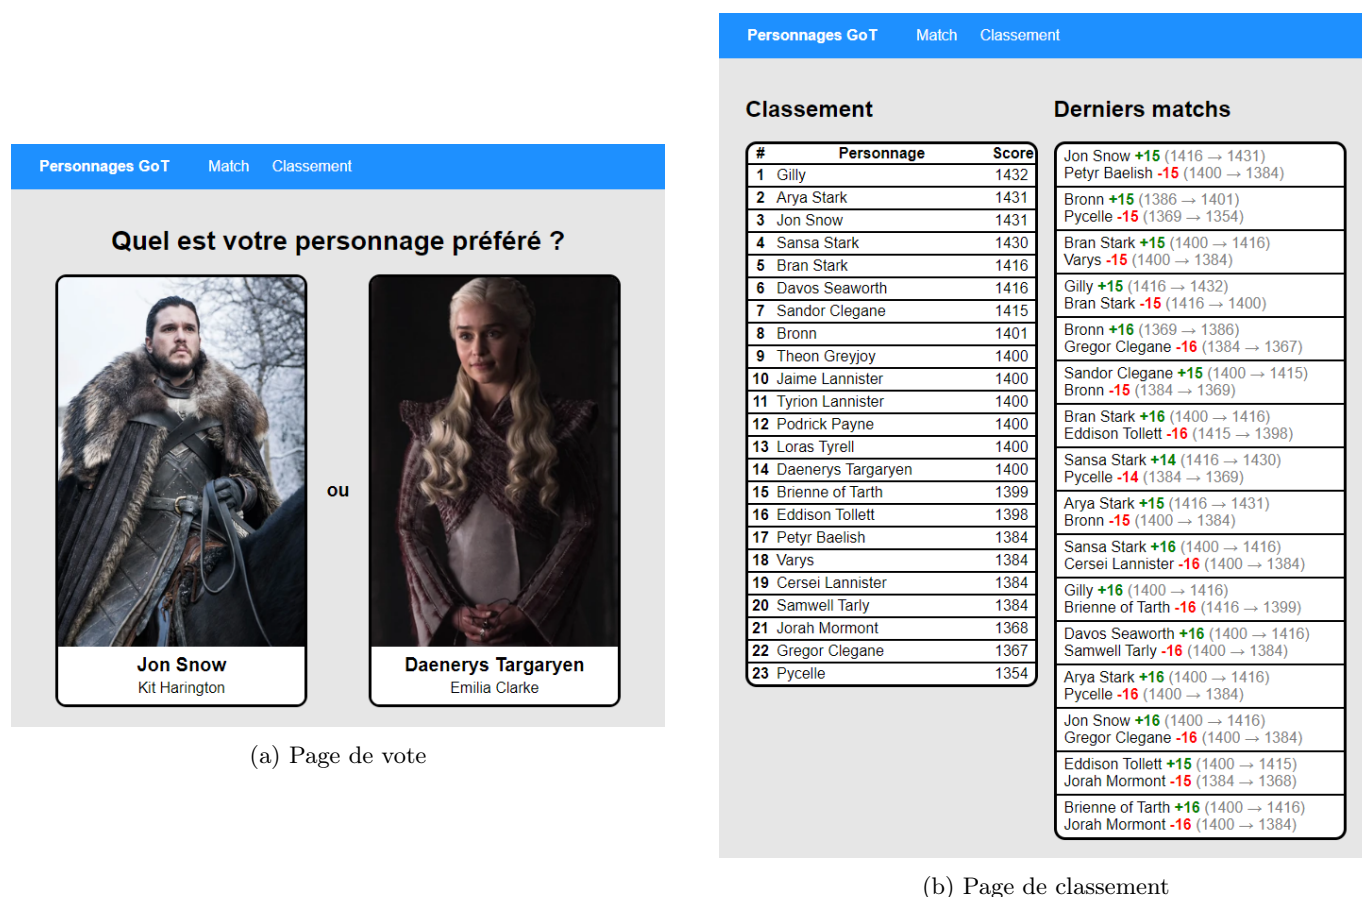 Personnages GoT Match Classement
Quel est votre personnage préféré ?
ou
Jon Snow
Kit Harington
Daenerys Targaryen
Emilia Clarke
(a) Page de vote
Personnages GoT Match Classement
Classement
# Personnage Score
1 Gilly 1432
2 Arya Stark 1431
3 Jon Snow 1431
4 Sansa Stark 1430
5 Bran Stark 1416
6 Davos Seaworth 1416
7 Sandor Clegane 1415
8 Bronn 1401
9 Theon Greyjoy 1400
10 Jaime Lannister 1400
11 Tyrion Lannister 1400
12 Podrick Payne 1400
13 Loras Tyrell 1400
14 Daenerys Targaryen 1400
15 Brienne of Tarth 1399
16 Eddison Tollett 1398
17 Petyr Baelish 1384
18 Varys 1384
19 Cersei Lannister 1384
20 Samwell Tarly 1384
21 Jorah Mormont 1368
22 Gregor Clegane 1367
23 Pycelle 1354
Derniers matchs
Jon Snow +15 (1416 → 1431)
Petyr Baelish -15 (1400 → 1384)
Bronn +15 (1386 → 1401)
Pycelle -15 (1369 → 1354)
Bran Stark +15 (1400 → 1416)
Varys -15 (1400 → 1384)
Gilly +15 (1416 → 1432)
Bran Stark -15 (1416 → 1400)
Bronn +16 (1369 → 1386)
Gregor Clegane -16 (1384 → 1367)
Sandor Clegane +15 (1400 → 1415)
Bronn -15 (1384 → 1369)
Bran Stark +16 (1400 → 1416)
Eddison Tollett -16 (1415 → 1398)
Sansa Stark +14 (1416 → 1430)
Pycelle -14 (1384 → 1369)
Arya Stark +15 (1416 → 1431)
Bronn -15 (1400 → 1384)
Sansa Stark +16 (1400 → 1416)
Cersei Lannister -16 (1400 → 1384)
Gilly +16 (1400 → 1416)
Brienne of Tarth -16 (1416 → 1399)
Davos Seaworth +16 (1400 → 1416)
Samwell Tarly -16 (1400 → 1384)
Arya Stark +16 (1400 → 1416)
Pycelle -16 (1400 → 1384)
Jon Snow +16 (1400 → 1416)
Gregor Clegane -16 (1400 → 1384)
Eddison Tollett +15 (1400 → 1415)
Jorah Mormont -15 (1384 → 1368)
Brienne of Tarth +16 (1400 → 1416)
Jorah Mormont -16 (1400 → 1384)
(b) Page de classement